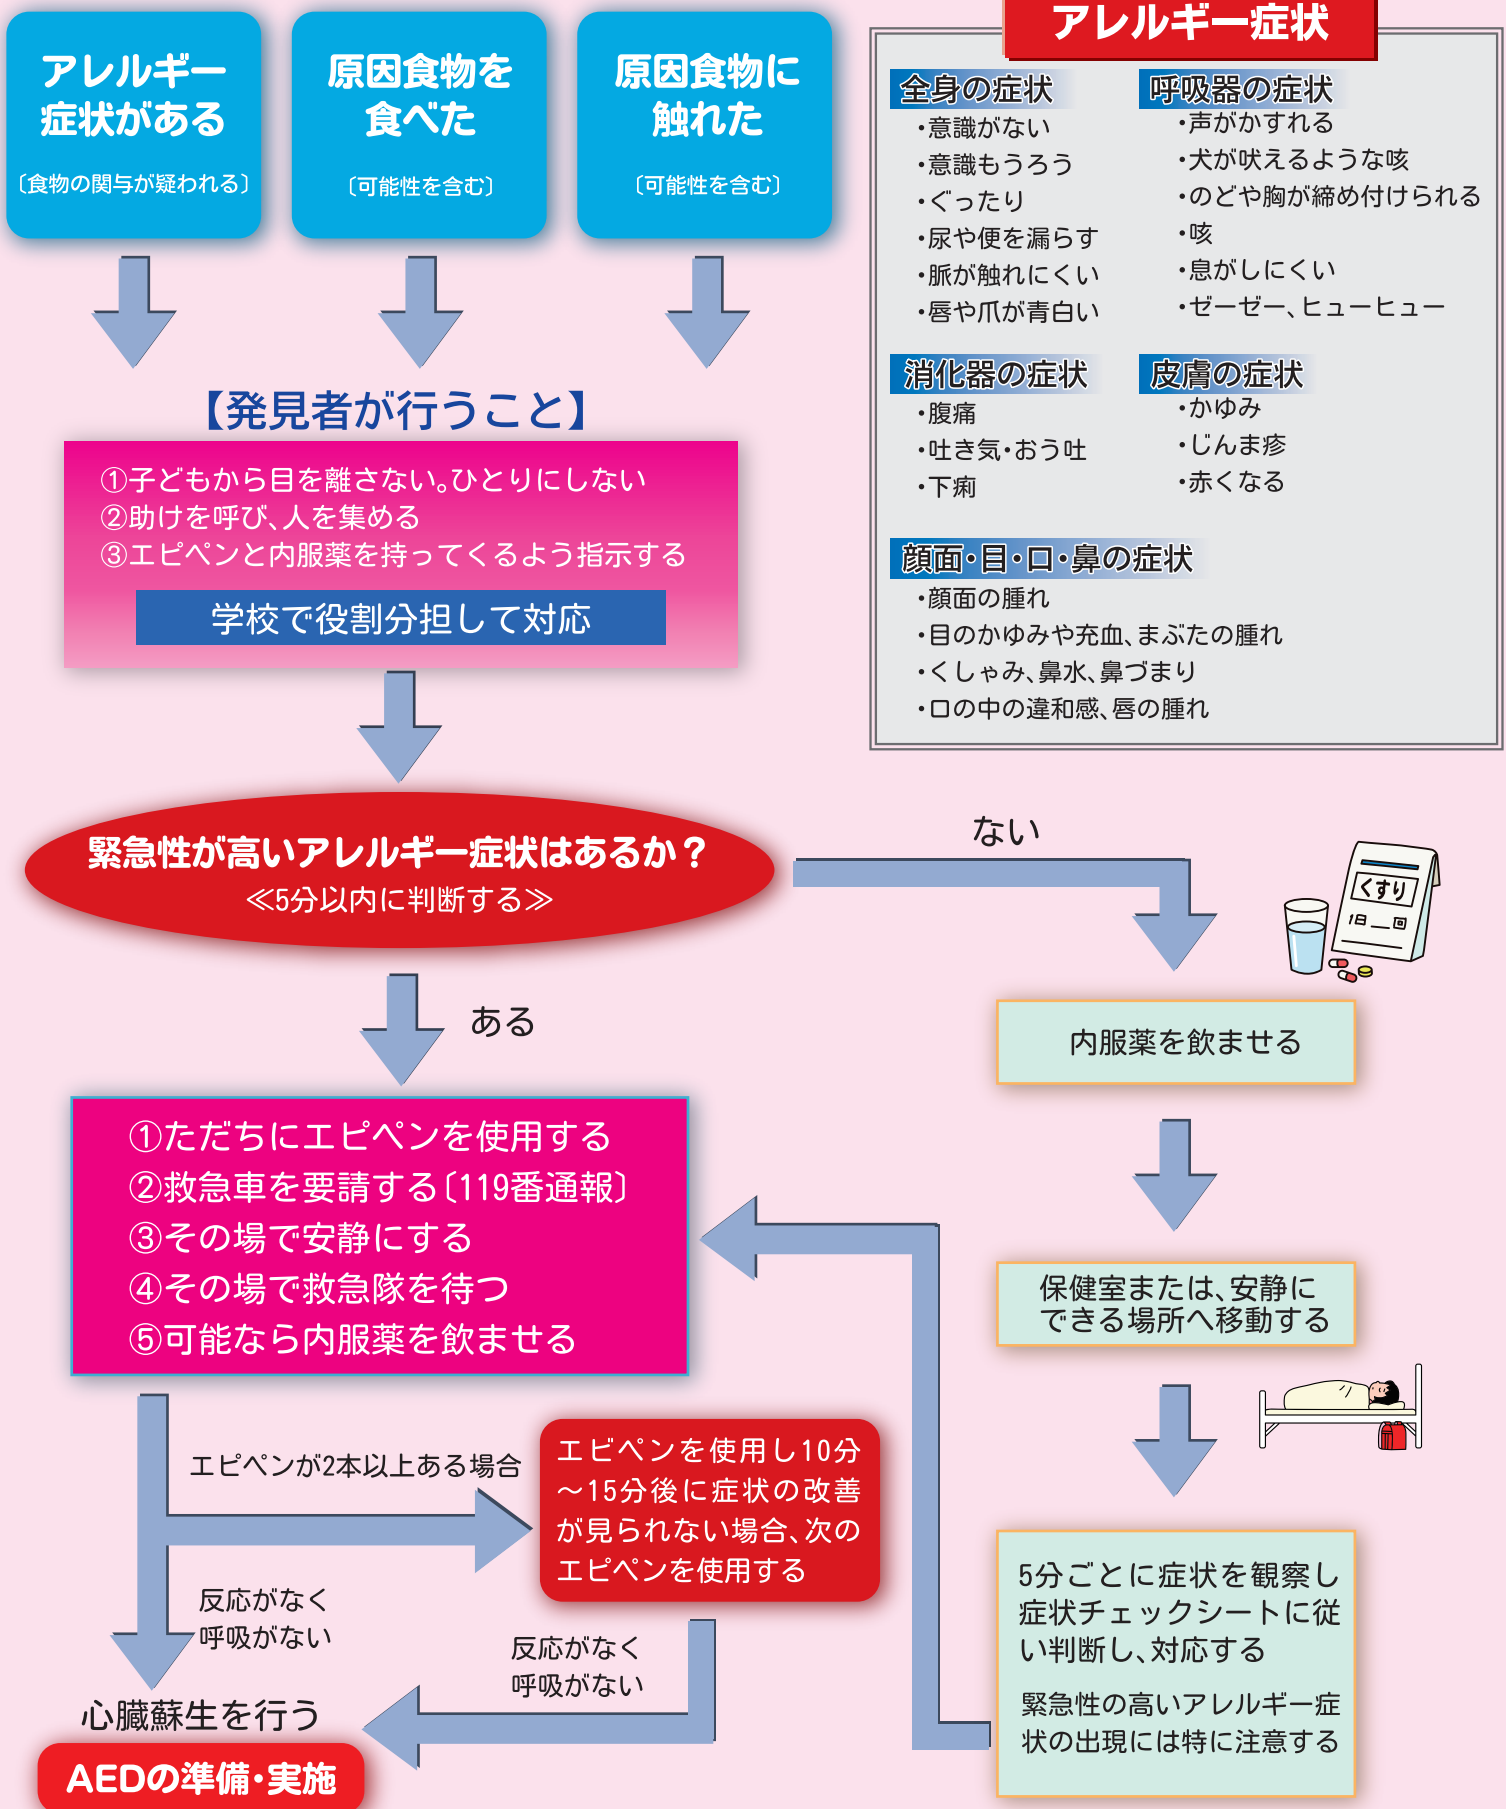 アレルギー
症状がある
〔食物の関与が疑われる〕
原因食物を
食べた
〔可能性を含む〕
原因食物に
触れた
〔可能性を含む〕
【発見者が行うこと】
①子どもから目を離さない。ひとりにしない
②助けを呼び、人を集める
③エピペンと内服薬を持ってくるよう指示する
学校で役割分担して対応
アレルギー症状
全身の症状
・意識がない
・意識もうろう
・ぐったり
・尿や便を漏らす
・脈が触れにくい
・唇や爪が青白い
呼吸器の症状
・声がかすれる
・犬が吠えるような咳
・のどや胸が締め付けられる
・咳
・息がしにくい
・ゼーゼー、ヒューヒュー
消化器の症状
・腹痛
・吐き気・おう吐
・下痢
皮膚の症状
・かゆみ
・じんま疹
・赤くなる
顔面・目・口・鼻の症状
・顔面の腫れ
・目のかゆみや充血、まぶたの腫れ
・くしゃみ、鼻水、鼻づまり
・口の中の違和感、唇の腫れ
緊急性が高いアレルギー症状はあるか？
≪5分以内に判断する≫
ない
くすり
1日__回
ある
内服薬を飲ませる
①ただちにエピペンを使用する
②救急車を要請する〔119番通報〕
③その場で安静にする
④その場で救急隊を待つ
⑤可能なら内服薬を飲ませる
保健室または、安静に
できる場所へ移動する
エピペンが2本以上ある場合
エビペンを使用し10分
～15分後に症状の改善
が見られない場合、次の
エピペンを使用する
5分ごとに症状を観察し
症状チェックシートに従
い判断し、対応する
緊急性の高いアレルギー症
状の出現には特に注意する
反応がなく
呼吸がない
反応がなく
呼吸がない
心臓蘇生を行う
AEDの準備・実施